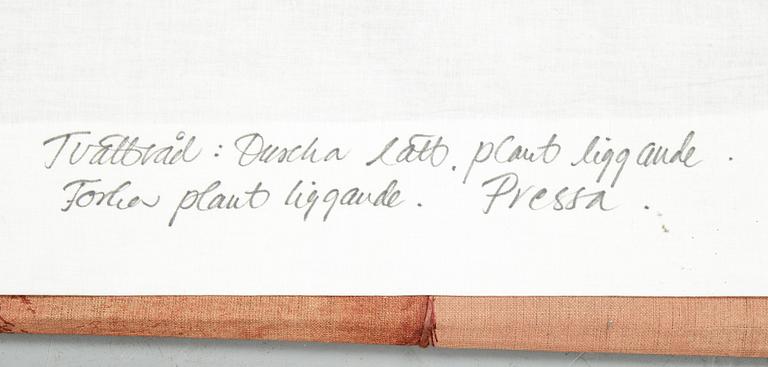 Tvättråd: Duscha lätt. plant liggande.
Torka plant liggande. Pressa.